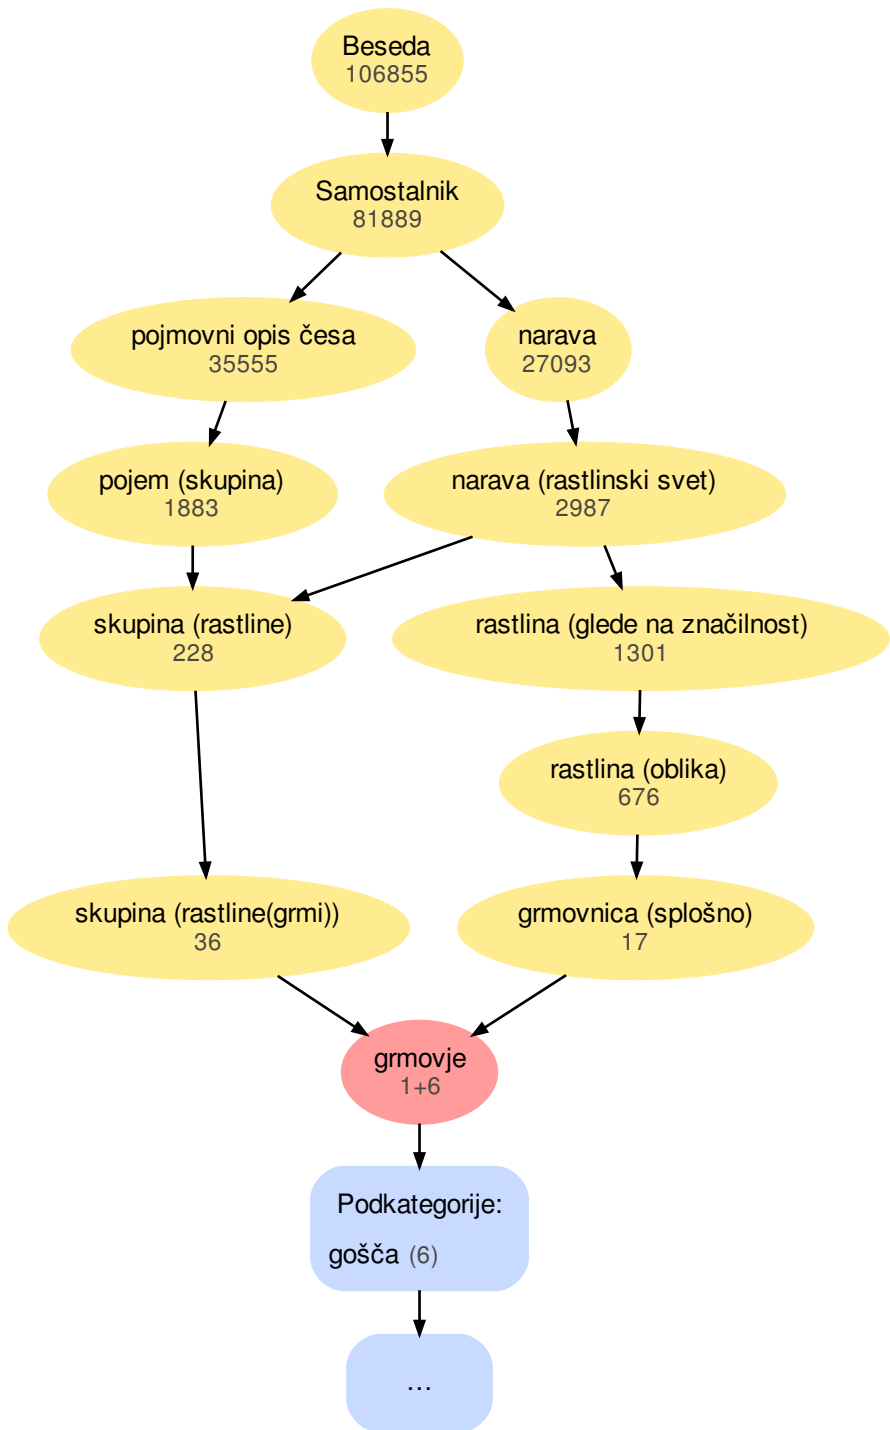 Beseda
106855
Samostalnik
81889
pojmovni opis česa
35555
narava
27093
pojem (skupina)
1883
narava (rastlinski svet)
2987
skupina (rastline)
228
rastlina (glede na značilnost)
1301
rastlina (oblika)
676
skupina (rastline(grmi))
36
grmovnica (splošno)
17
grmovje
1+6
Podkategorije:
gošča (6)
...